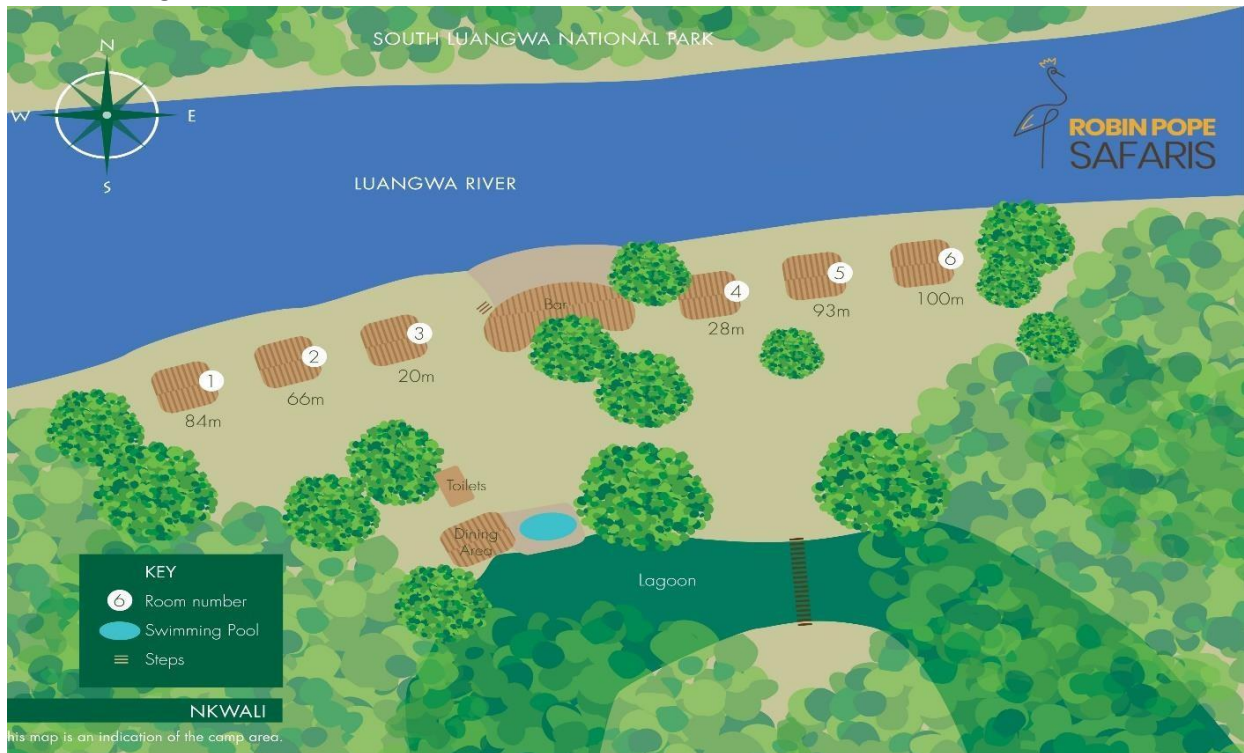 N
SOUTH LUANGWA NATIONAL PARK
W
E
S
LUANGWA RIVER
ROBIN POPE
SAFARIS
Bar
1
84m
2
66m
3
20m
4
28m
5
93m
6
100m
Toilets
Dining
Area
Lagoon
KEY
6 Room number
Swimming Pool
Steps
NKWALI
his map is an indication of the camp area.